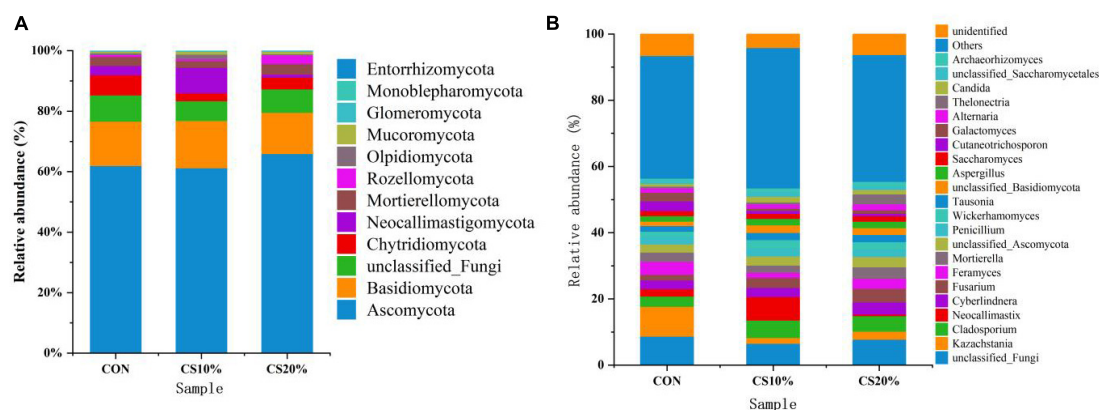 A
100%
80%
60%
40%
20%
0%
Relative abundance (%)
CON
CS10%
CS20%
Sample
Entorrhizomycota
Monoblepharomycota
Glomeromycota
Mucoromycota
Olpidiomycota
Rozellomycota
Mortierellomycota
Neocallimastigomycota
Chytridiomycota
unclassified_Fungi
Basidiomycota
Ascomycota
B
100
80
60
40
20
0
Relative abundance (%)
CON
CS10%
CS20%
Sample
unidentified
Others
Archaeorhizomyces
unclassified_Saccharomycetales
Candida
Thelonectria
Alternaria
Galactomyces
Cutaneotrichosporon
Saccharomyces
Aspergillus
unclassified_Basidiomycota
Tausonia
Wickerhamomyces
Penicillium
unclassified_Ascomycota
Mortierella
Feramyces
Fusarium
Cyberlindnera
Neocallimastix
Cladosporium
Kazachstania
unclassified_Fungi